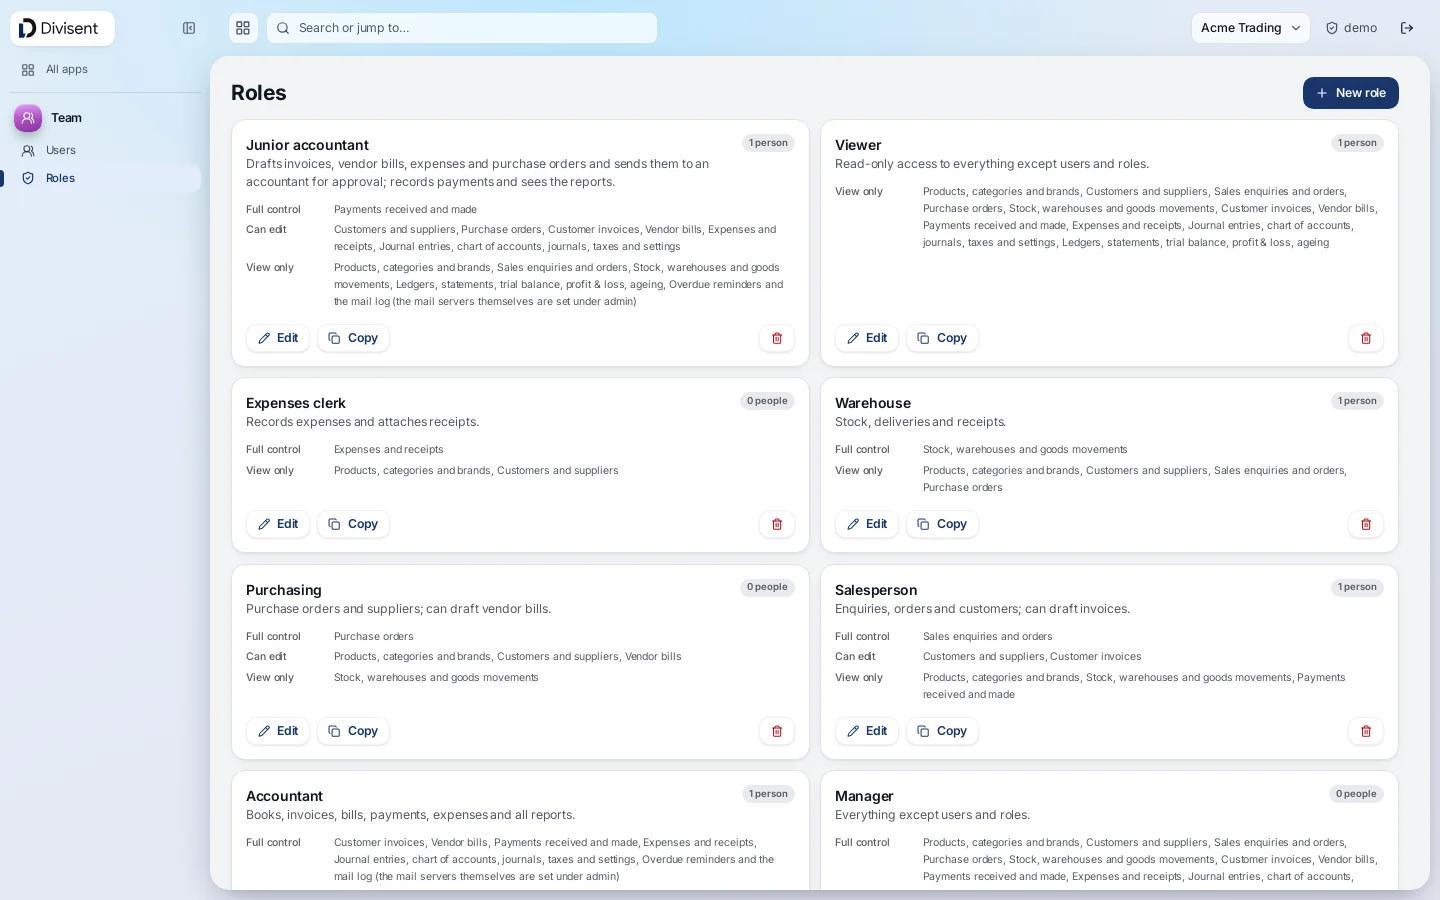 Divisent
Search or jump to...
Acme Trading
demo
All apps
Team
Users
Roles
Roles
New role
Junior accountant
1 person
Drafts invoices, vendor bills, expenses and purchase orders and sends them to an
accountant for approval; records payments and sees the reports.
Full control
Payments received and made
Can edit
Customers and suppliers, Purchase orders, Customer invoices, Vendor bills, Expenses and
receipts, Journal entries, chart of accounts, journals, taxes and settings
View only
Products, categories and brands, Sales enquiries and orders, Stock, warehouses and goods
movements, Ledgers, statements, trial balance, profit & loss, ageing, Overdue reminders and
the mail log (the mail servers themselves are set under admin)
Edit
Copy
Viewer
1 person
Read-only access to everything except users and roles.
View only
Products, categories and brands, Customers and suppliers, Sales enquiries and orders,
Purchase orders, Stock, warehouses and goods movements, Customer invoices, Vendor bills,
Payments received and made, Expenses and receipts, Journal entries, chart of accounts,
journals, taxes and settings, Ledgers, statements, trial balance, profit & loss, ageing
Edit
Copy
Expenses clerk
0 people
Records expenses and attaches receipts.
Full control
Expenses and receipts
View only
Products, categories and brands, Customers and suppliers
Edit
Copy
Warehouse
1 person
Stock, deliveries and receipts.
Full control
Stock, warehouses and goods movements
View only
Products, categories and brands, Customers and suppliers, Sales enquiries and orders,
Purchase orders
Edit
Copy
Purchasing
0 people
Purchase orders and suppliers; can draft vendor bills.
Full control
Purchase orders
Can edit
Products, categories and brands, Customers and suppliers, Vendor bills
View only
Stock, warehouses and goods movements
Edit
Copy
Salesperson
1 person
Enquiries, orders and customers; can draft invoices.
Full control
Sales enquiries and orders
Can edit
Customers and suppliers, Customer invoices
View only
Products, categories and brands, Stock, warehouses and goods movements, Payments
received and made
Edit
Copy
Accountant
1 person
Books, invoices, bills, payments, expenses and all reports.
Full control
Customer invoices, Vendor bills, Payments received and made, Expenses and receipts,
Journal entries, chart of accounts, journals, taxes and settings, Overdue reminders and the
mail log (the mail servers themselves are set under admin)
Manager
0 people
Everything except users and roles.
Full control
Products, categories and brands, Customers and suppliers, Sales enquiries and orders,
Purchase orders, Stock, warehouses and goods movements, Customer invoices, Vendor bills,
Payments received and made, Expenses and receipts, Journal entries, chart of accounts,